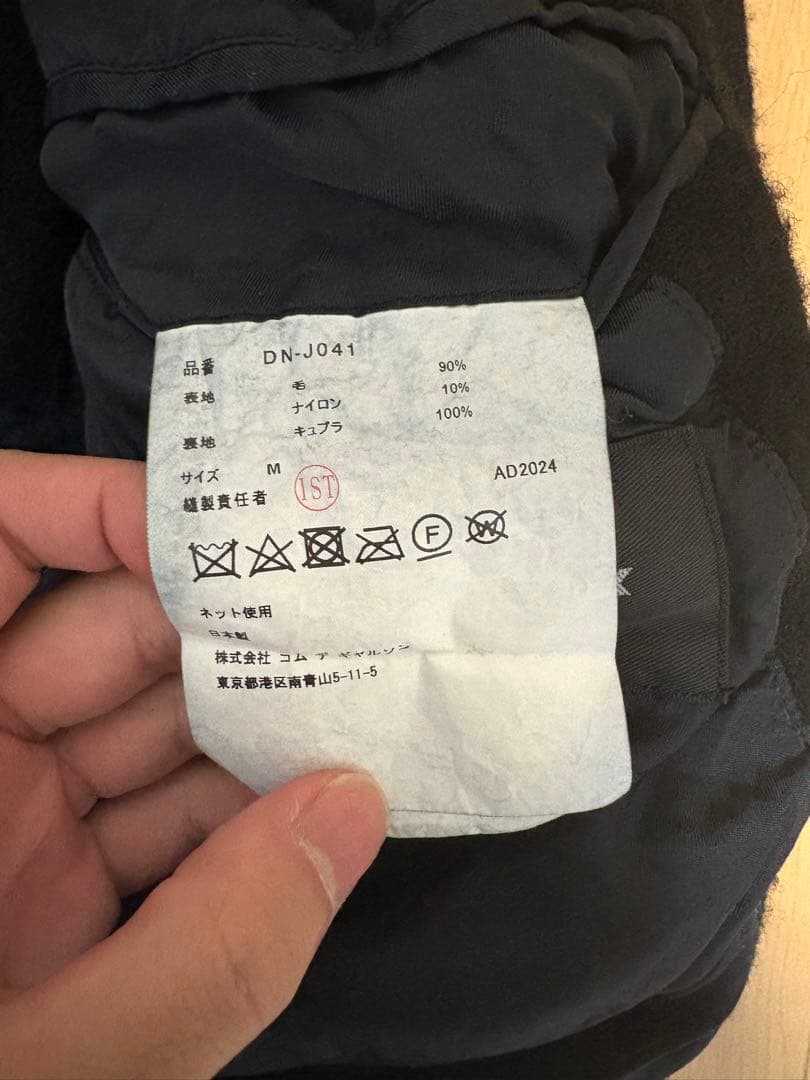 品番 DN-J041
表地 毛 90%
ナイロン 10%
裏地 キュプラ 100%
サイズ M
縫製責任者 IST AD2024
F W
ネット使用
日本製
株式会社 コム デ ギャルソン
東京都港区南青山5-11-5